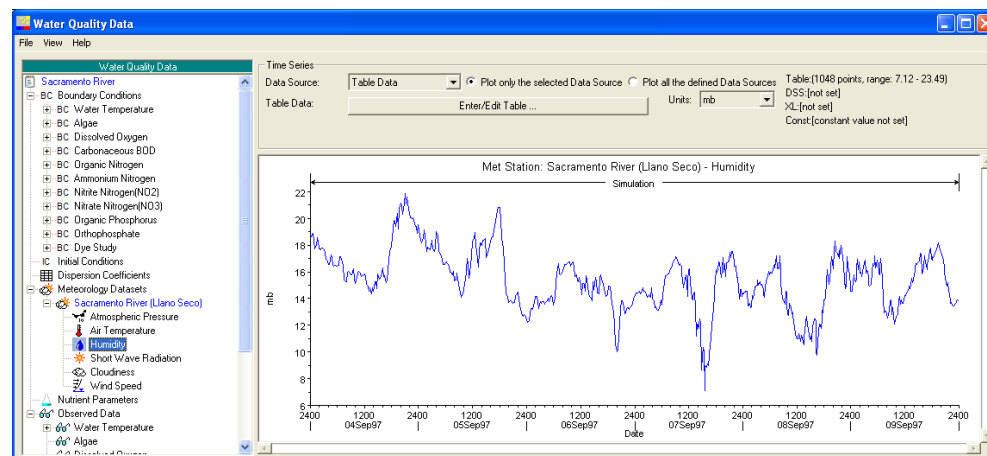 Water Quality Data
File View Help
Water Quality Data
Sacramento River
BC Boundary Conditions
BC Water Temperature
BC Algae
BC Dissolved Oxygen
BC Carbonaceous BOD
BC Organic Nitrogen
BC Ammonium Nitrogen
BC Nitrite Nitrogen(NO2)
BC Nitrate Nitrogen(NO3)
BC Organic Phosphorus
BC Orthophosphate
BC Dye Study
IC Initial Conditions
Dispersion Coefficients
Meteorology Datasets
Sacramento River (Llano Seco)
Atmospheric Pressure
Air Temperature
Humidity
Short Wave Radiation
Cloudiness
Wind Speed
Nutrient Parameters
Observed Data
Water Temperature
Algae
Dissolved Oxygen
Time Series
Data Source: Table Data Plot only the selected Data Source Plot all the defined Data Sources
Table Data: Enter/Edit Table ... Units: mb
Table:(1048 points, range: 7.12 - 23.49)
DSS:[not set]
XL:[not set]
Const:[constant value not set]
Met Station: Sacramento River (Llano Seco) - Humidity
Simulation
22
20
18
16
14
12
10
8
6
mb
2400 1200 2400 1200 2400 1200 2400 1200 2400 1200 2400 1200 2400
04Sep97 05Sep97 06Sep97 07Sep97 08Sep97 09Sep97
Date